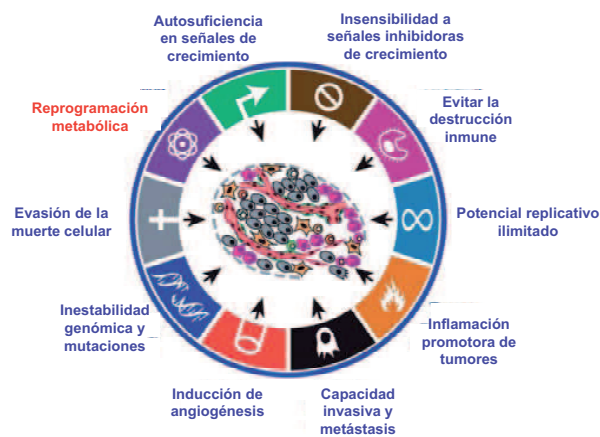 Autosuficiencia
en señales de
crecimiento
Insensibilidad a
señales inhibidoras
de crecimiento
Reprogramación
metabólica
Evitar la
destrucción
inmune
Evasión de la
muerte celular
Potencial replicativo
ilimitado
Inestabilidad
genómica y
mutaciones
Inflamación
promotora de
tumores
Inducción de
angiogénesis
Capacidad
invasiva y
metástasis